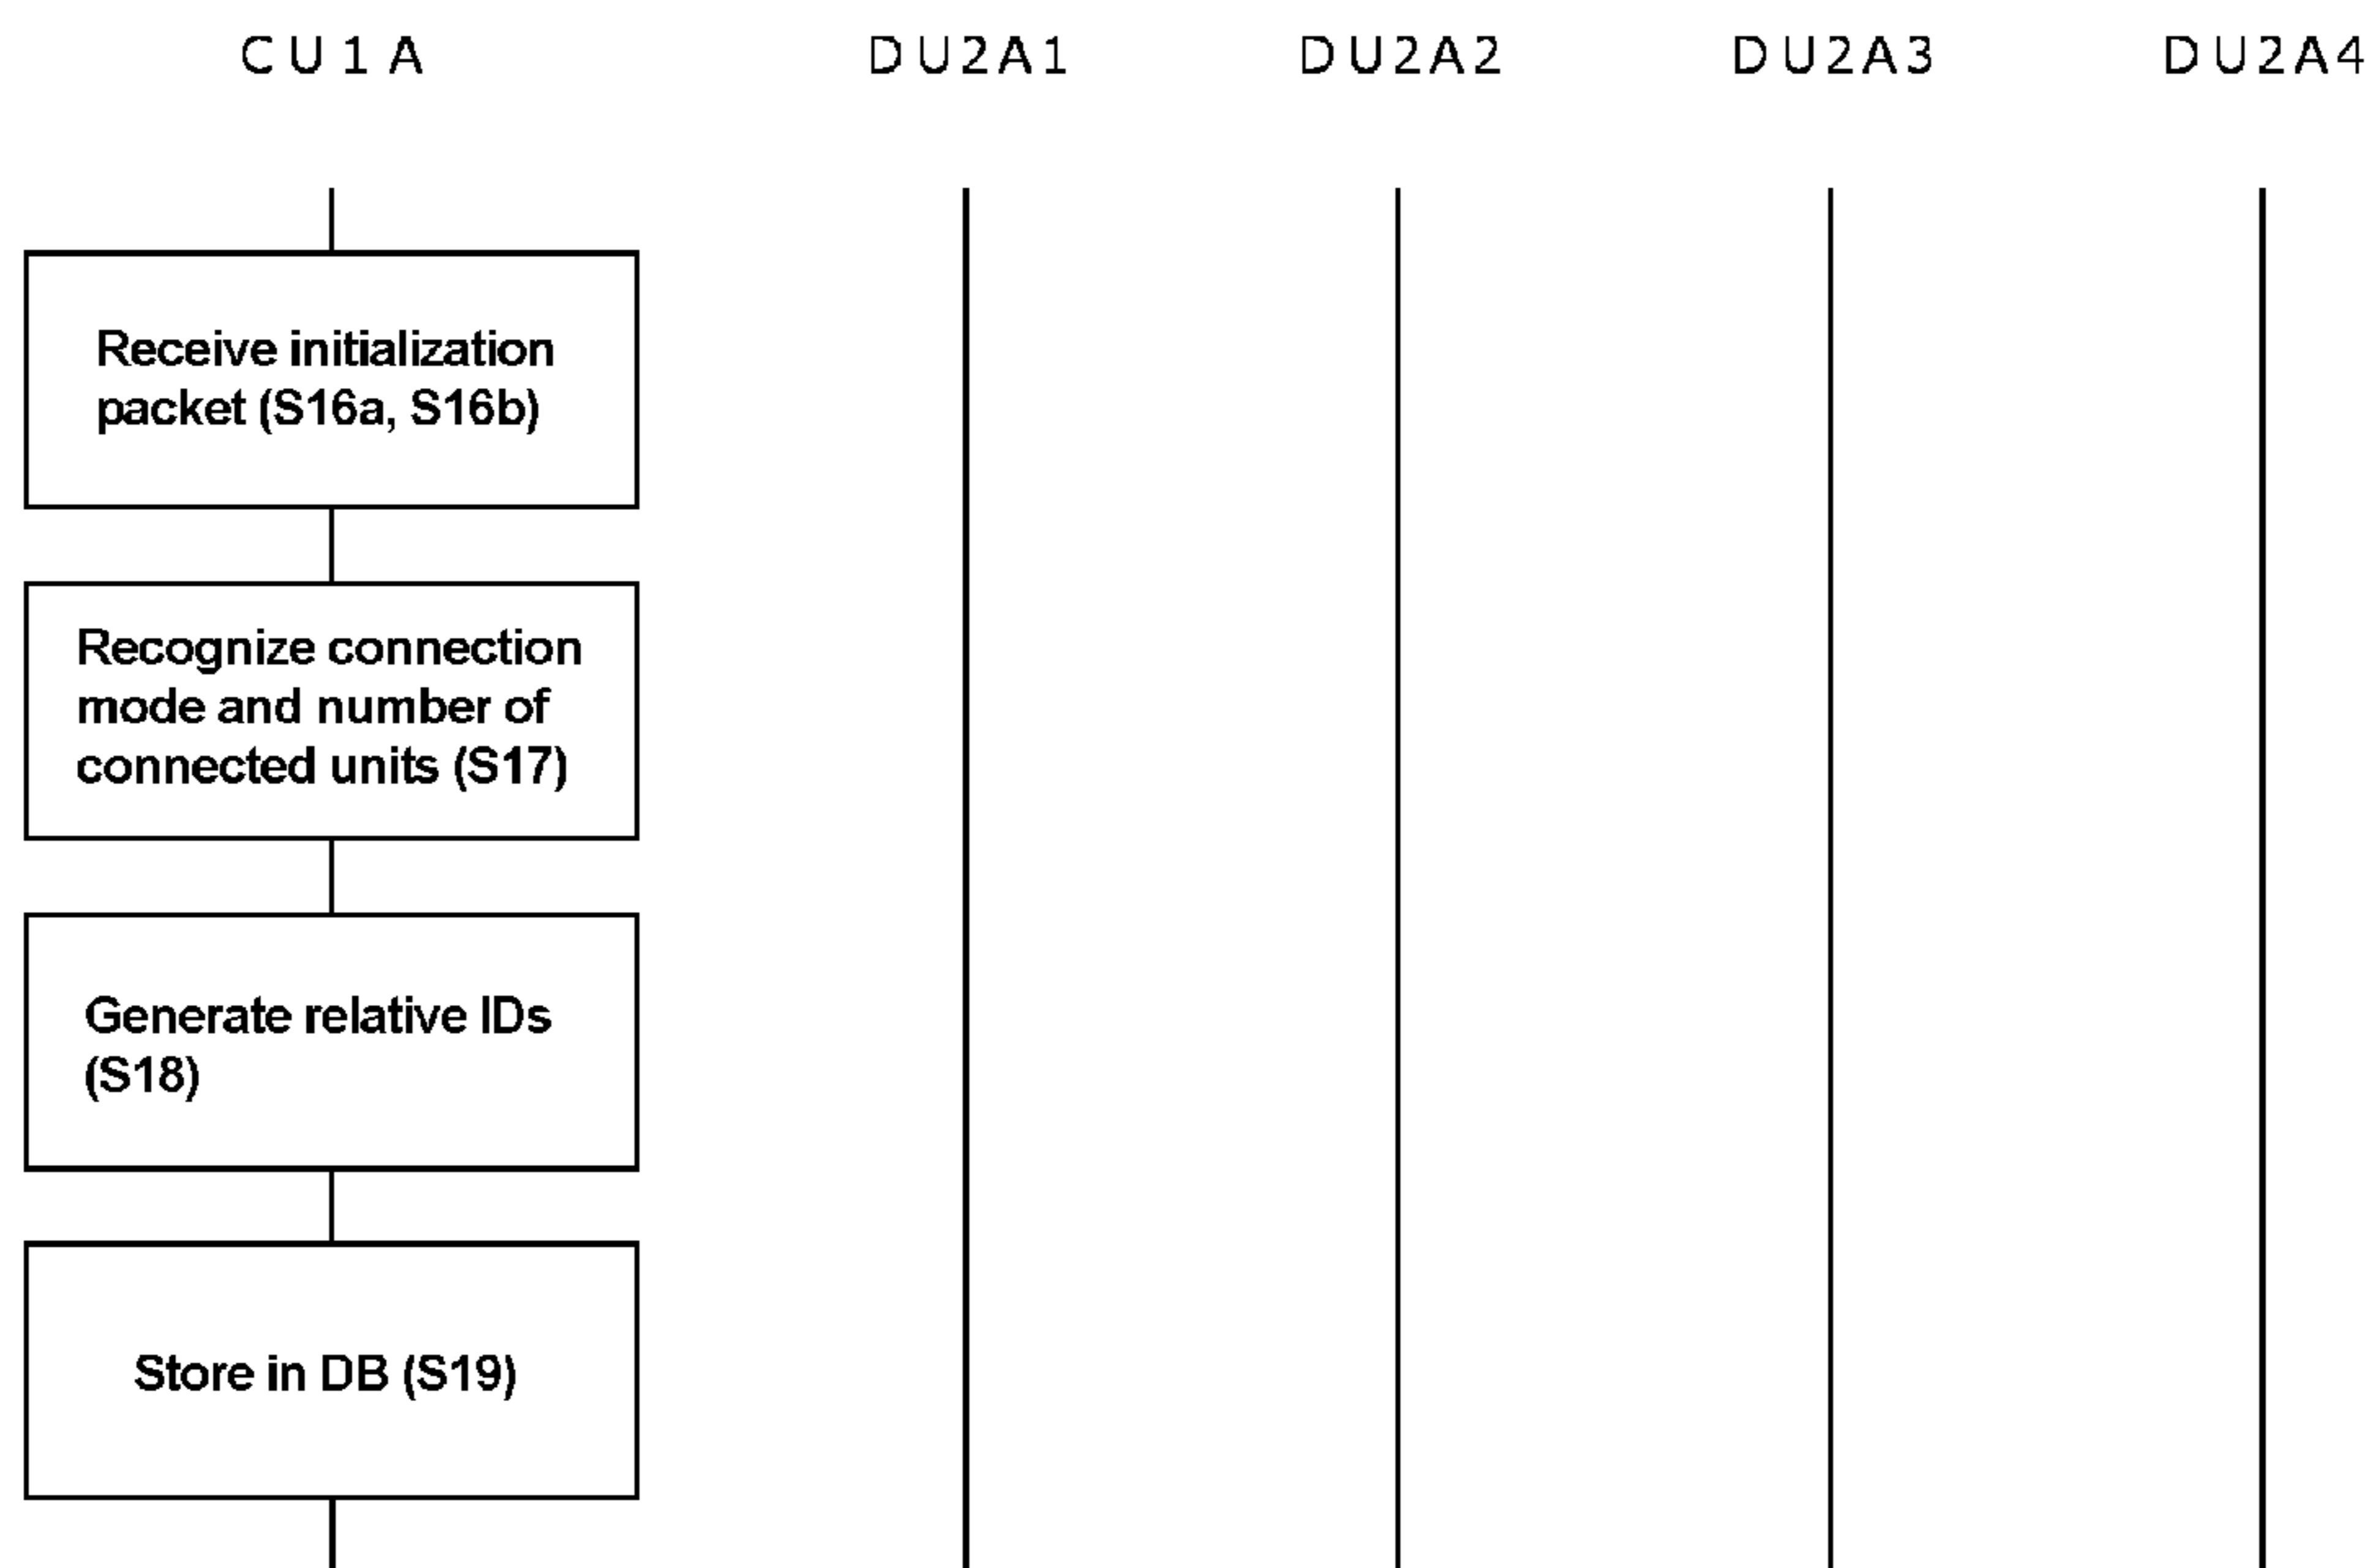 CU1A DU2A1 DU2A2 DU2A3 DU2A4
Receive initialization
packet (S16a, S16b)
Recognize connection
mode and number of
connected units (S17)
Generate relative IDs
(S18)
Store in DB (S19)